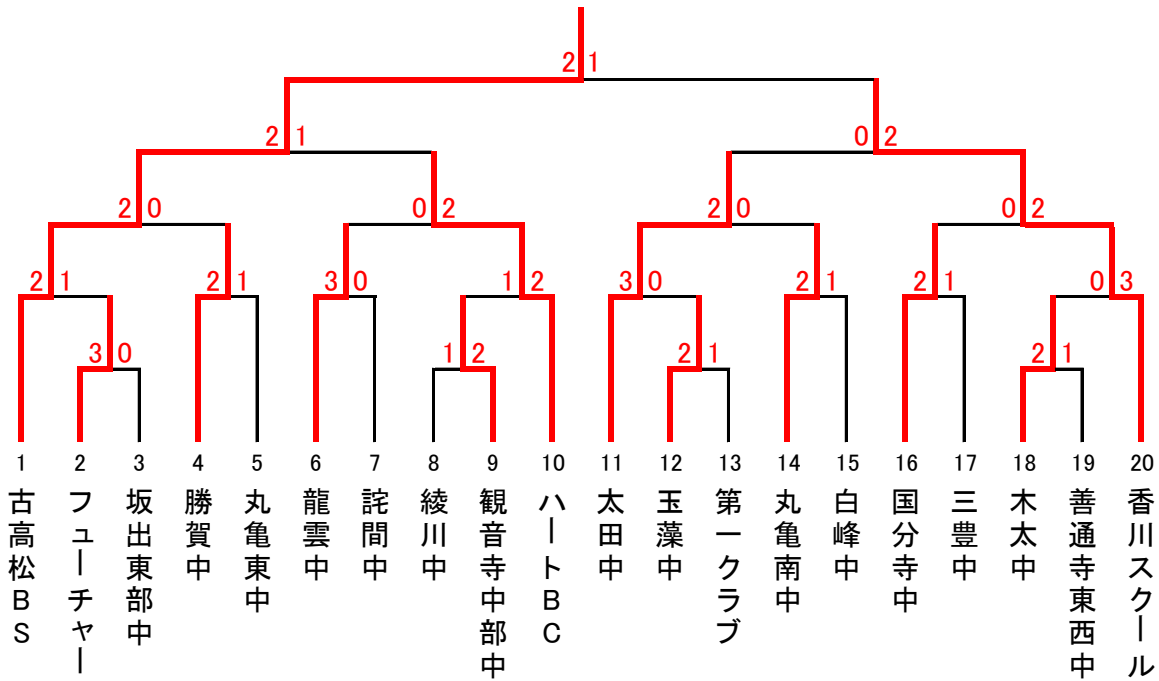 2 1
2 1
0 2
2 0
0 2
2 0
0 2
2 1
2 1
3 0
1 2
3 0
2 1
2 1
0 3
3 0
1 2
2 1
2 1
1
2
3
4
5
6
7
8
9
10
11
12
13
14
15
16
17
18
19
20
古高松BS
フューチャー
坂出東部中
勝賀中
丸亀東中
龍雲中
詫間中
綾川中
観音寺中部中
ハートBC
太田中
玉藻中
第一クラブ
丸亀南中
白峰中
国分寺中
三豊中
木太中
善通寺東西中
香川スクール